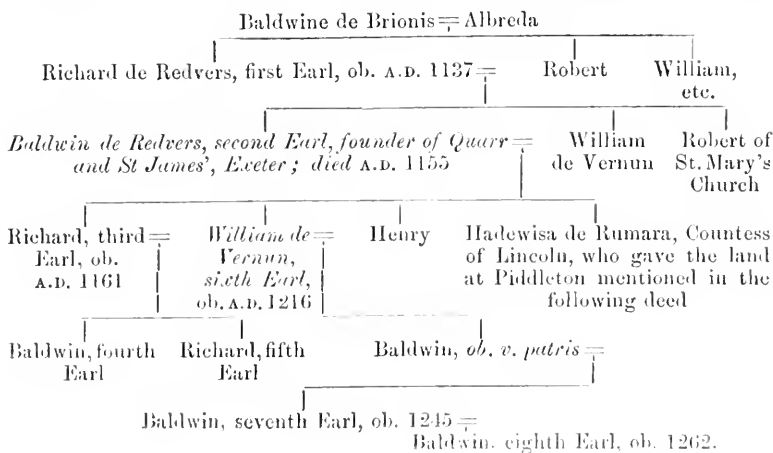 Baldwine de Brionis = Albreda
Richard de Redvers, first Earl, ob. A.D. 1137 = Robert William,
etc.
Baldwin de Redvers, second Earl, founder of Quarr = William Robert of
and St James', Exeter; died A.D. 1155 de Vernun St. Mary's
Church
Richard, third = William de = Henry Hadewisa de Rumara, Countess
Earl, ob. Vernun, of Lincoln, who gave the land
A.D. 1161 sixth Earl, at Piddleton mentioned in the
ob. A.D. 1216 following deed
Baldwin, fourth Richard, fifth Baldwin, ob. v. patris =
Earl Earl
Baldwin, seventh Earl, ob. 1245 =
Baldwin, eighth Earl, ob. 1262.